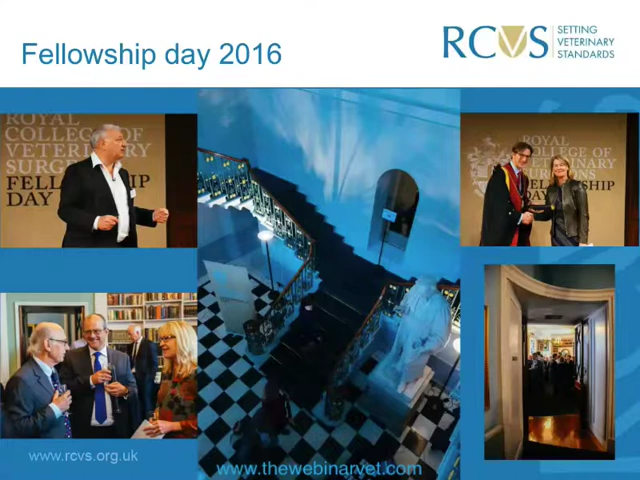 Fellowship day 2016
RCVS
SETTING
VETERINARY
STANDARDS
ROYAL
COLLEGE OF
VETERINARY
SURGEONS
FELLOWSHIP
DAY
ROYAL
COLLEGE OF
VETERINARY
SURGEONS
FELLOWSHIP
DAY
www.rcvs.org.uk
www.thewebinarvet.com